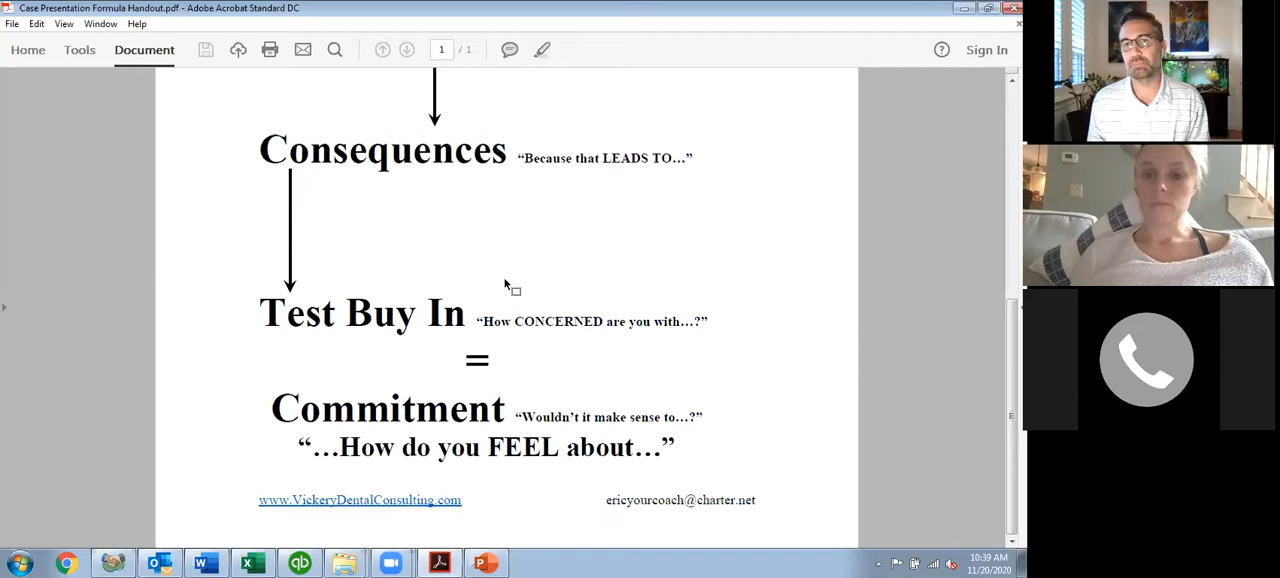 Case Presentation Formula Handout.pdf - Adobe Acrobat Standard DC
File Edit View Window Help
Home Tools Document 1 / 1 Sign In
Consequences “Because that LEADS TO…”
Test Buy In “How CONCERNED are you with…?”
=
Commitment “Wouldn’t it make sense to…?”
“…How do you FEEL about…”
www.VickeryDentalConsulting.com ericyourcoach@charter.net
10:39 AM
11/20/2020